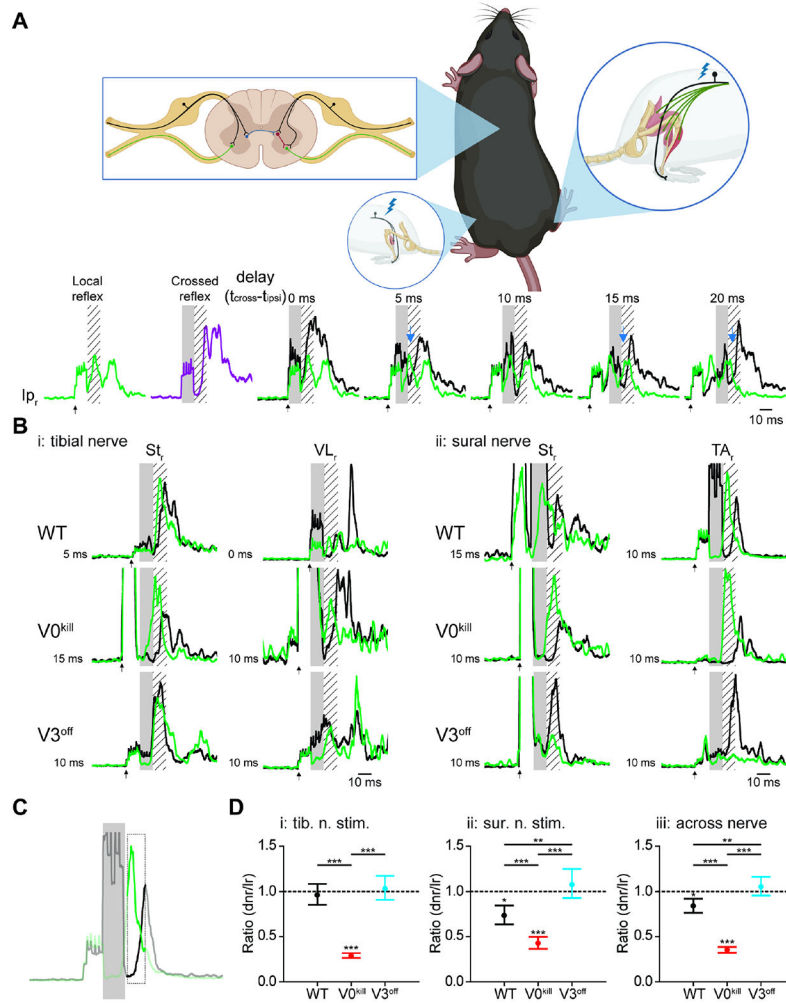 A
Local reflex
Crossed reflex
delay (tcross-tipsi)
0 ms
5 ms
10 ms
15 ms
20 ms
Ipr
10 ms
B
i: tibial nerve
ii: sural nerve
Str
VLr
Str
TAr
WT
5 ms
0 ms
15 ms
10 ms
V0kill
15 ms
10 ms
V0kill
10 ms
10 ms
V3off
10 ms
10 ms
V3off
10 ms
10 ms
10 ms
10 ms
WT
C
D
i: tib. n. stim.
ii: sur. n. stim.
iii: across nerve
Ratio (dnr/lr)
2.0
1.5
1.0
0.5
0
*** ***
***
WT V0kill V3off
Ratio (dnr/lr)
2.0
1.5
1.0
0.5
0
**
*** ***
*
***
WT V0kill V3off
Ratio (dnr/lr)
2.0
1.5
1.0
0.5
0
**
*** ***
*
***
WT V0kill V3off